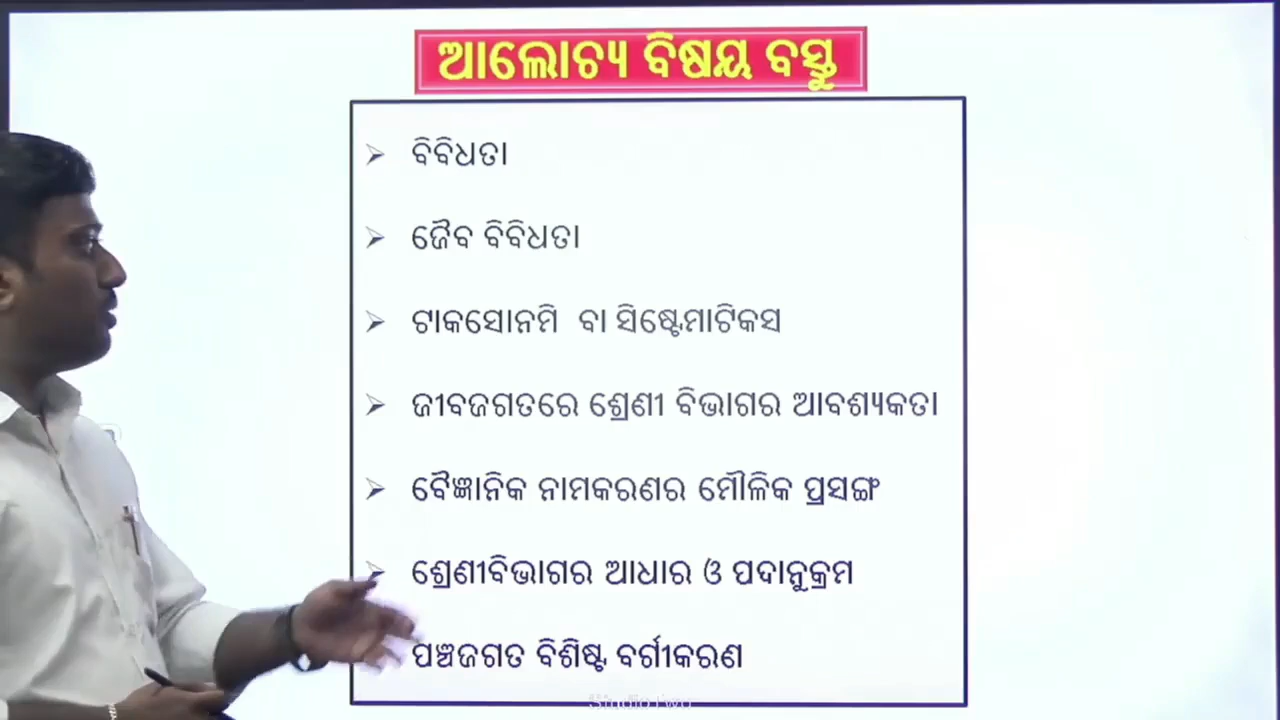 ଆଲୋଚ୍ୟ ବିଷୟ ବସ୍ତୁ
➢ ବିବିଧତା
➢ ଜୈବ ବିବିଧତା
➢ ଟାକସୋନମି ବା ସିଷ୍ଟେମାଟିକସ
➢ ଜୀବଜଗତରେ ଶ୍ରେଣୀ ବିଭାଗର ଆବଶ୍ୟକତା
➢ ବୈଜ୍ଞାନିକ ନାମକରଣର ମୌଳିକ ପ୍ରସଙ୍ଗ
➢ ଶ୍ରେଣୀବିଭାଗର ଆଧାର ଓ ପଦାନୁକ୍ରମ
ପଞ୍ଚଜଗତ ବିଶିଷ୍ଟ ବର୍ଗୀକରଣ